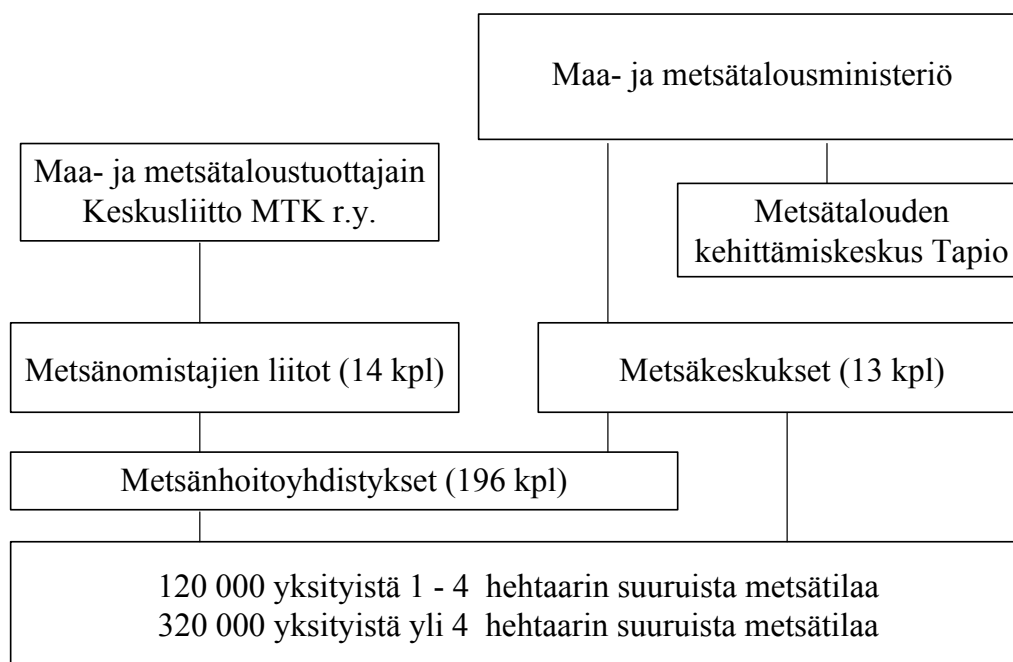 Maa- ja metsätalousministeriö
Maa- ja metsätaloustuottajain
Keskusliitto MTK r.y.
Metsätalouden
kehittämiskeskus Tapio
Metsänomistajien liitot (14 kpl)
Metsäkeskukset (13 kpl)
Metsänhoitoyhdistykset (196 kpl)
120 000 yksityistä 1 - 4 hehtaarin suuruista metsätilaa
320 000 yksityistä yli 4 hehtaarin suuruista metsätilaa